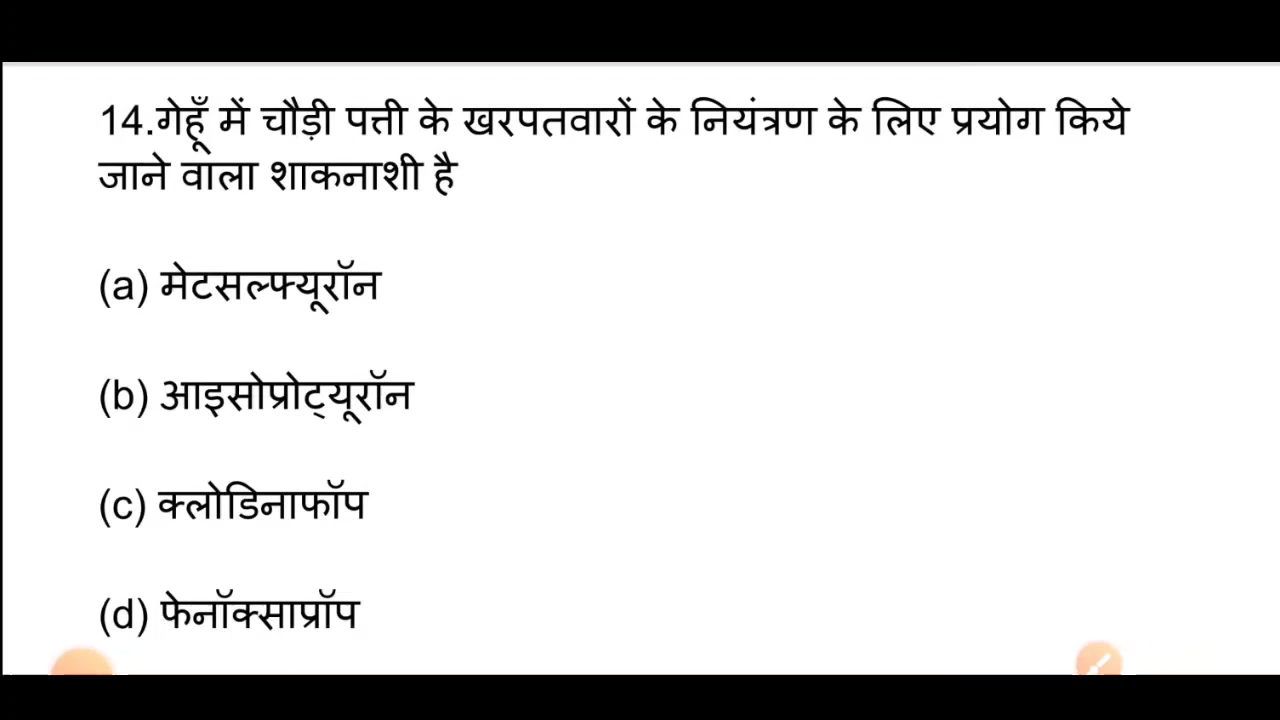 14.गेहूँ में चौड़ी पत्ती के खरपतवारों के नियंत्रण के लिए प्रयोग किये
जाने वाला शाकनाशी है
(a) मेटसल्फ्यूरॉन
(b) आइसोप्रोट्यूरॉन
(c) क्लोडिनाफॉप
(d) फेनॉक्साप्रॉप